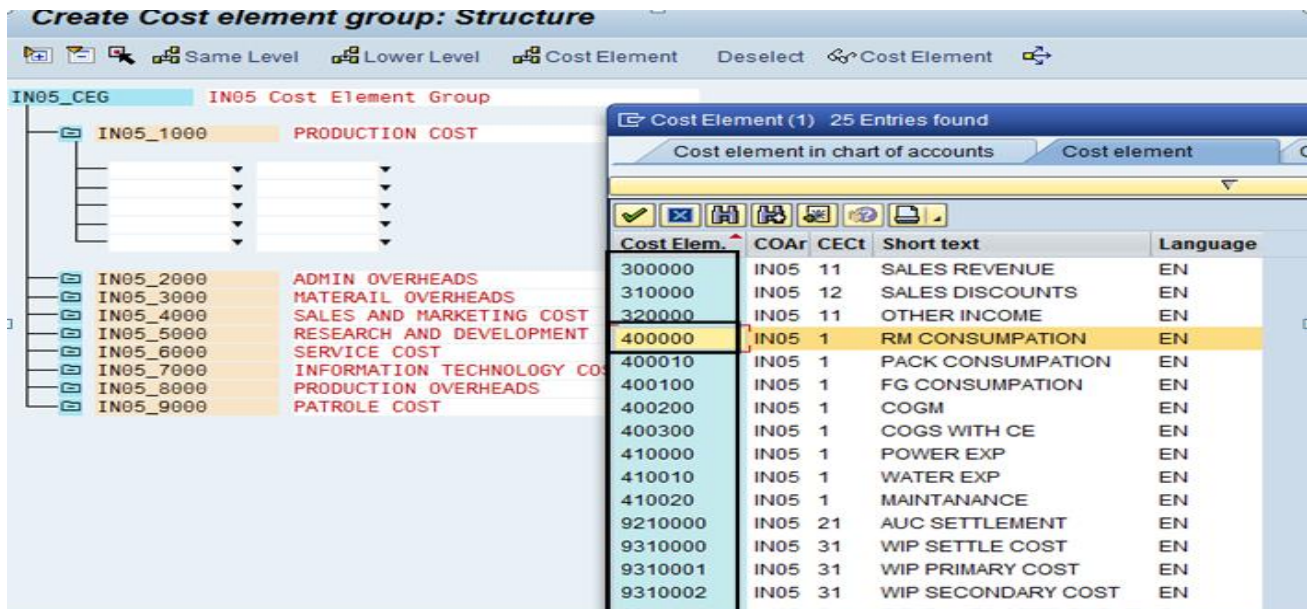 Create Cost element group: Structure
Same Level Lower Level Cost Element Deselect Cost Element
IN05_CEG IN05 Cost Element Group
IN05_1000 PRODUCTION COST
IN05_2000 ADMIN OVERHEADS
IN05_3000 MATERAIL OVERHEADS
IN05_4000 SALES AND MARKETING COST
IN05_5000 RESEARCH AND DEVELOPMENT
IN05_6000 SERVICE COST
IN05_7000 INFORMATION TECHNOLOGY COS
IN05_8000 PRODUCTION OVERHEADS
IN05_9000 PATROLE COST
Cost Element (1) 25 Entries found
Cost element in chart of accounts Cost element
Cost Elem. COAr CECt Short text Language
300000 IN05 11 SALES REVENUE EN
310000 IN05 12 SALES DISCOUNTS EN
320000 IN05 11 OTHER INCOME EN
400000 IN05 1 RM CONSUMPATION EN
400010 IN05 1 PACK CONSUMPATION EN
400100 IN05 1 FG CONSUMPATION EN
400200 IN05 1 COGM EN
400300 IN05 1 COGS WITH CE EN
410000 IN05 1 POWER EXP EN
410010 IN05 1 WATER EXP EN
410020 IN05 1 MAINTANANCE EN
9210000 IN05 21 AUC SETTLEMENT EN
9310000 IN05 31 WIP SETTLE COST EN
9310001 IN05 31 WIP PRIMARY COST EN
9310002 IN05 31 WIP SECONDARY COST EN